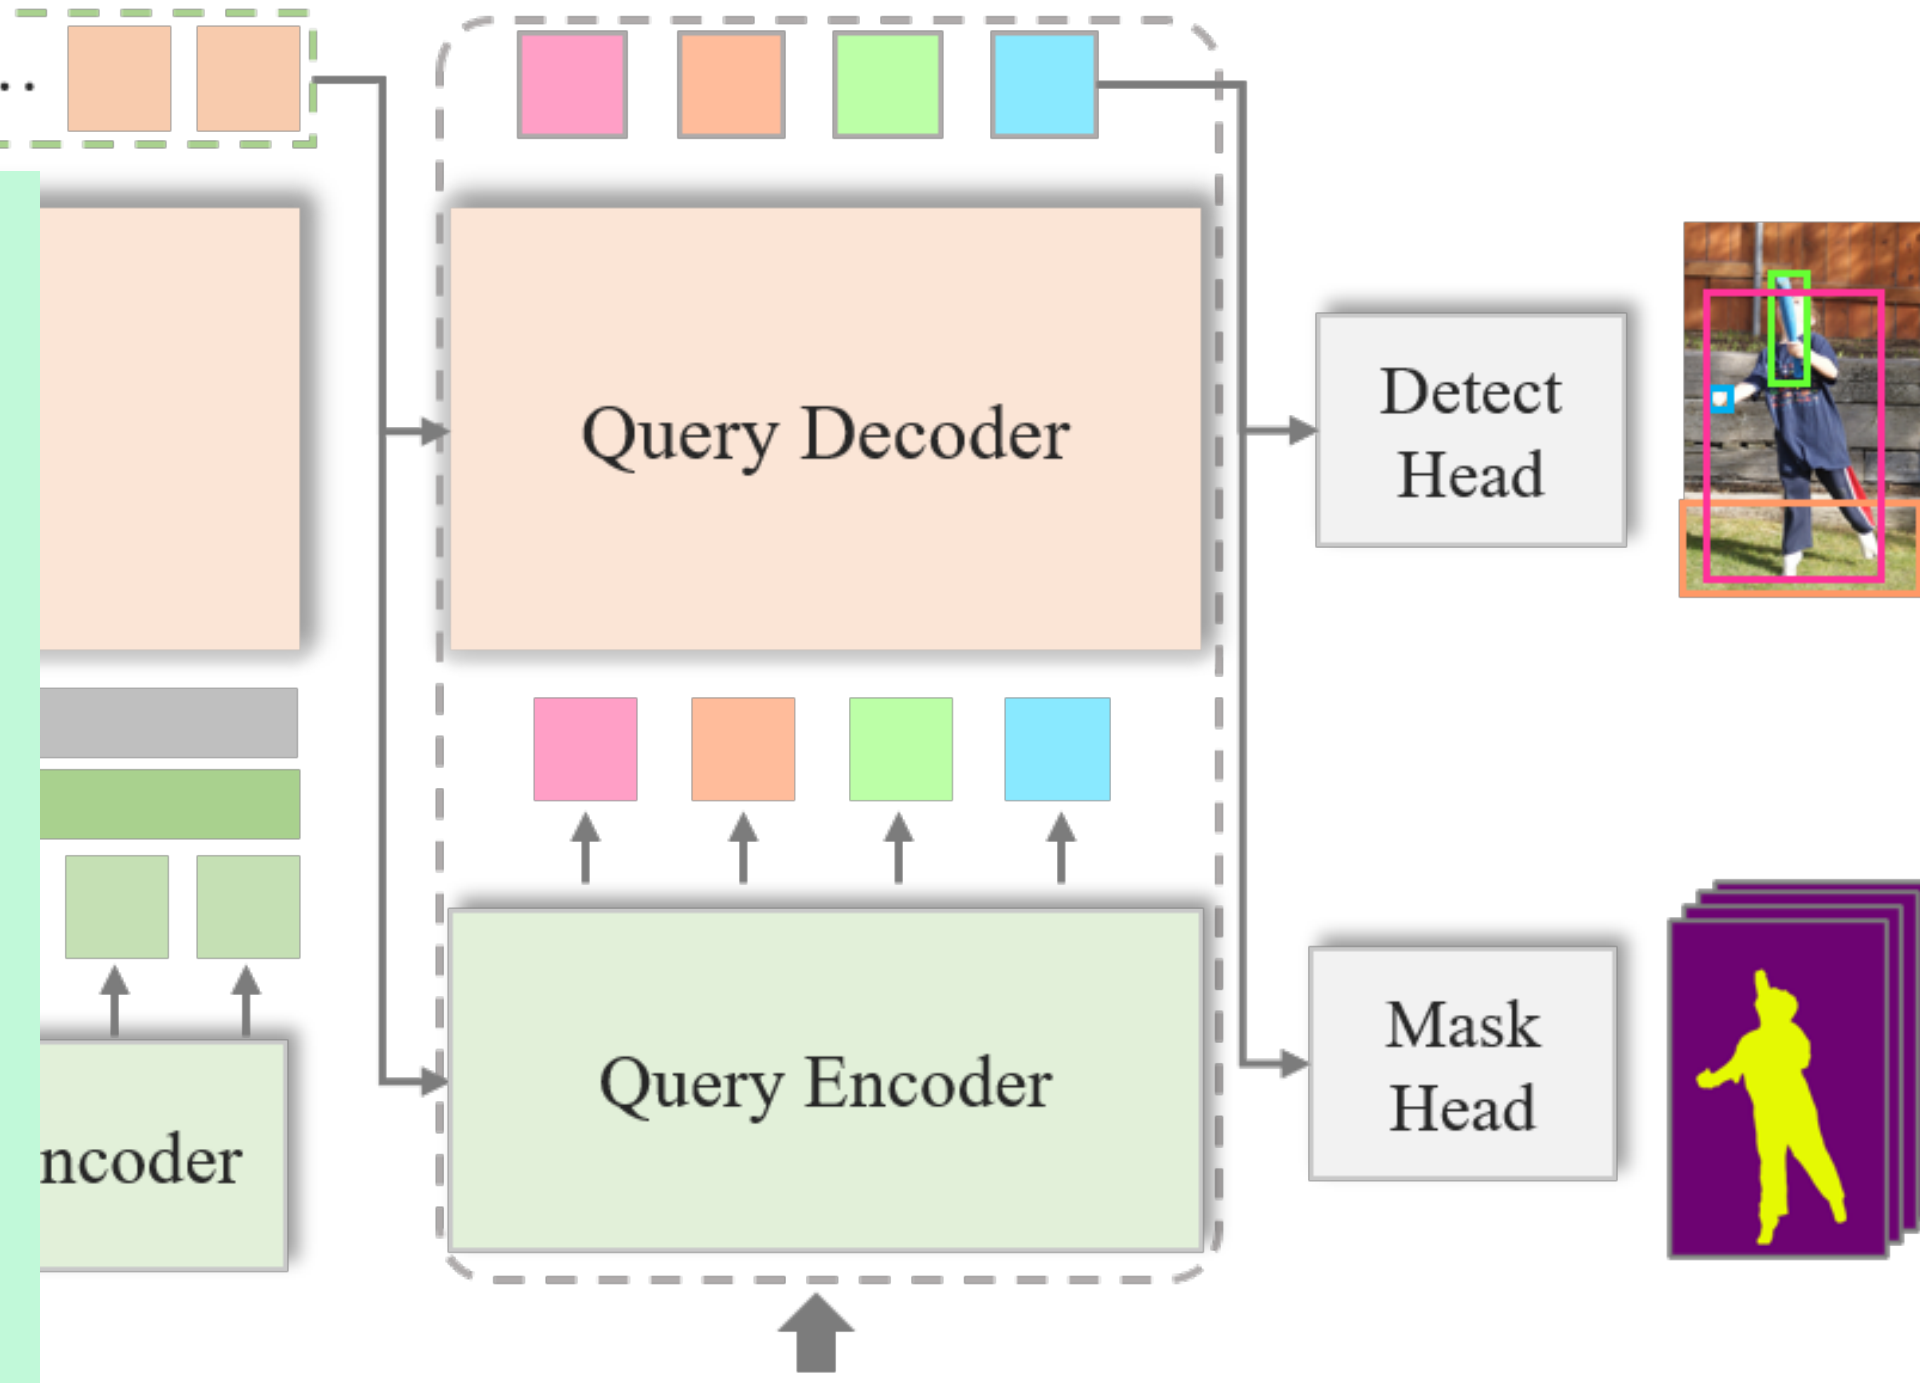 Query Decoder
Detect
Head
Query Encoder
Mask
Head
ncoder